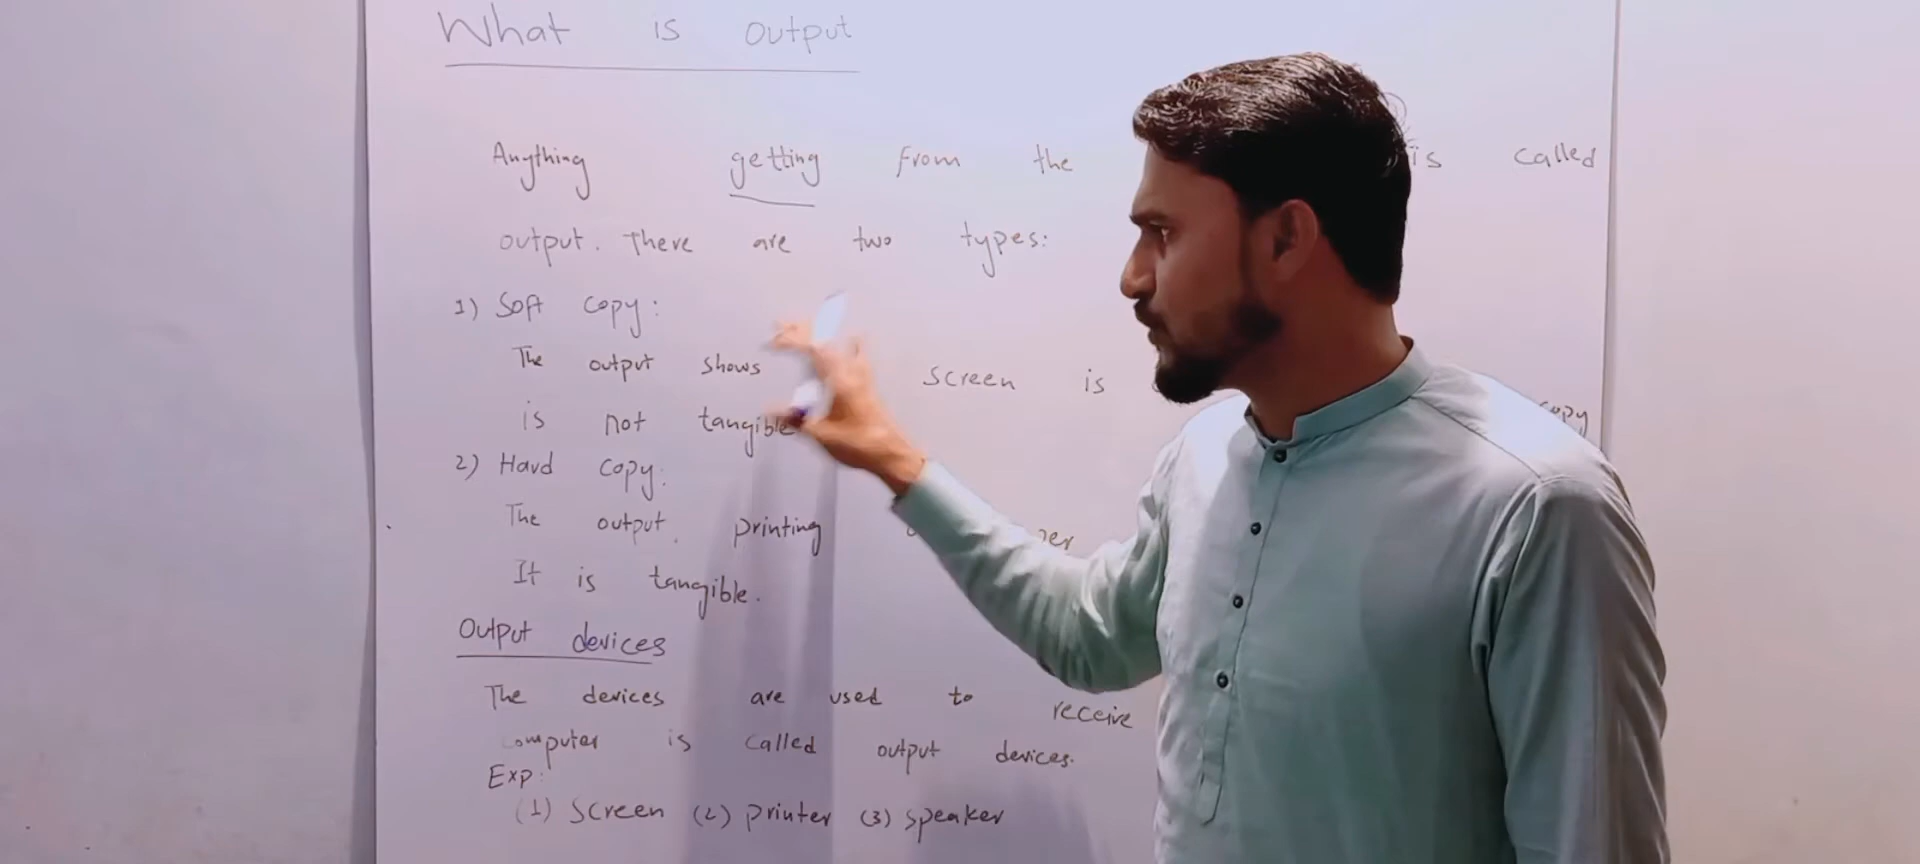 What is output
Anything getting from the is called
output. There are two types:
1) Soft copy:
The output shows screen is copy
is not tangible
2) Hard copy:
The output printing
It is tangible.
Output devices
The devices are used to receive
computer is called output devices.
Exp:
(1) Screen (2) printer (3) speaker